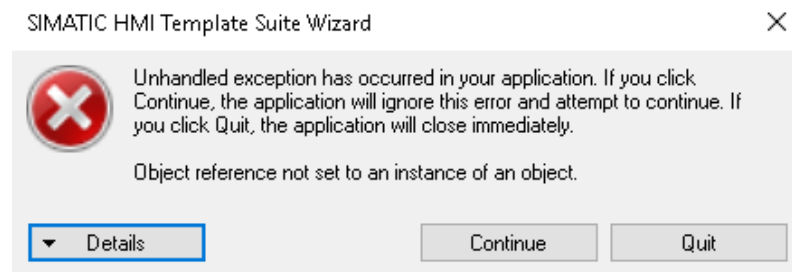 SIMATIC HMI Template Suite Wizard
Unhandled exception has occurred in your application. If you click
Continue, the application will ignore this error and attempt to continue. If
you click Quit, the application will close immediately.
Object reference not set to an instance of an object.
Details
Continue
Quit